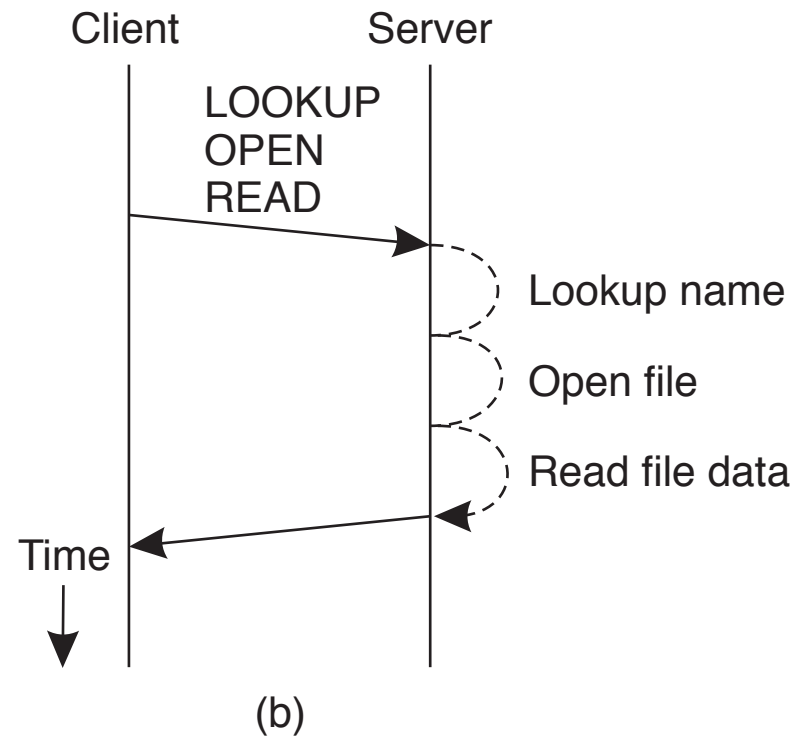 Client
Server
LOOKUP
OPEN
READ
Lookup name
Open file
Read file data
Time
(b)